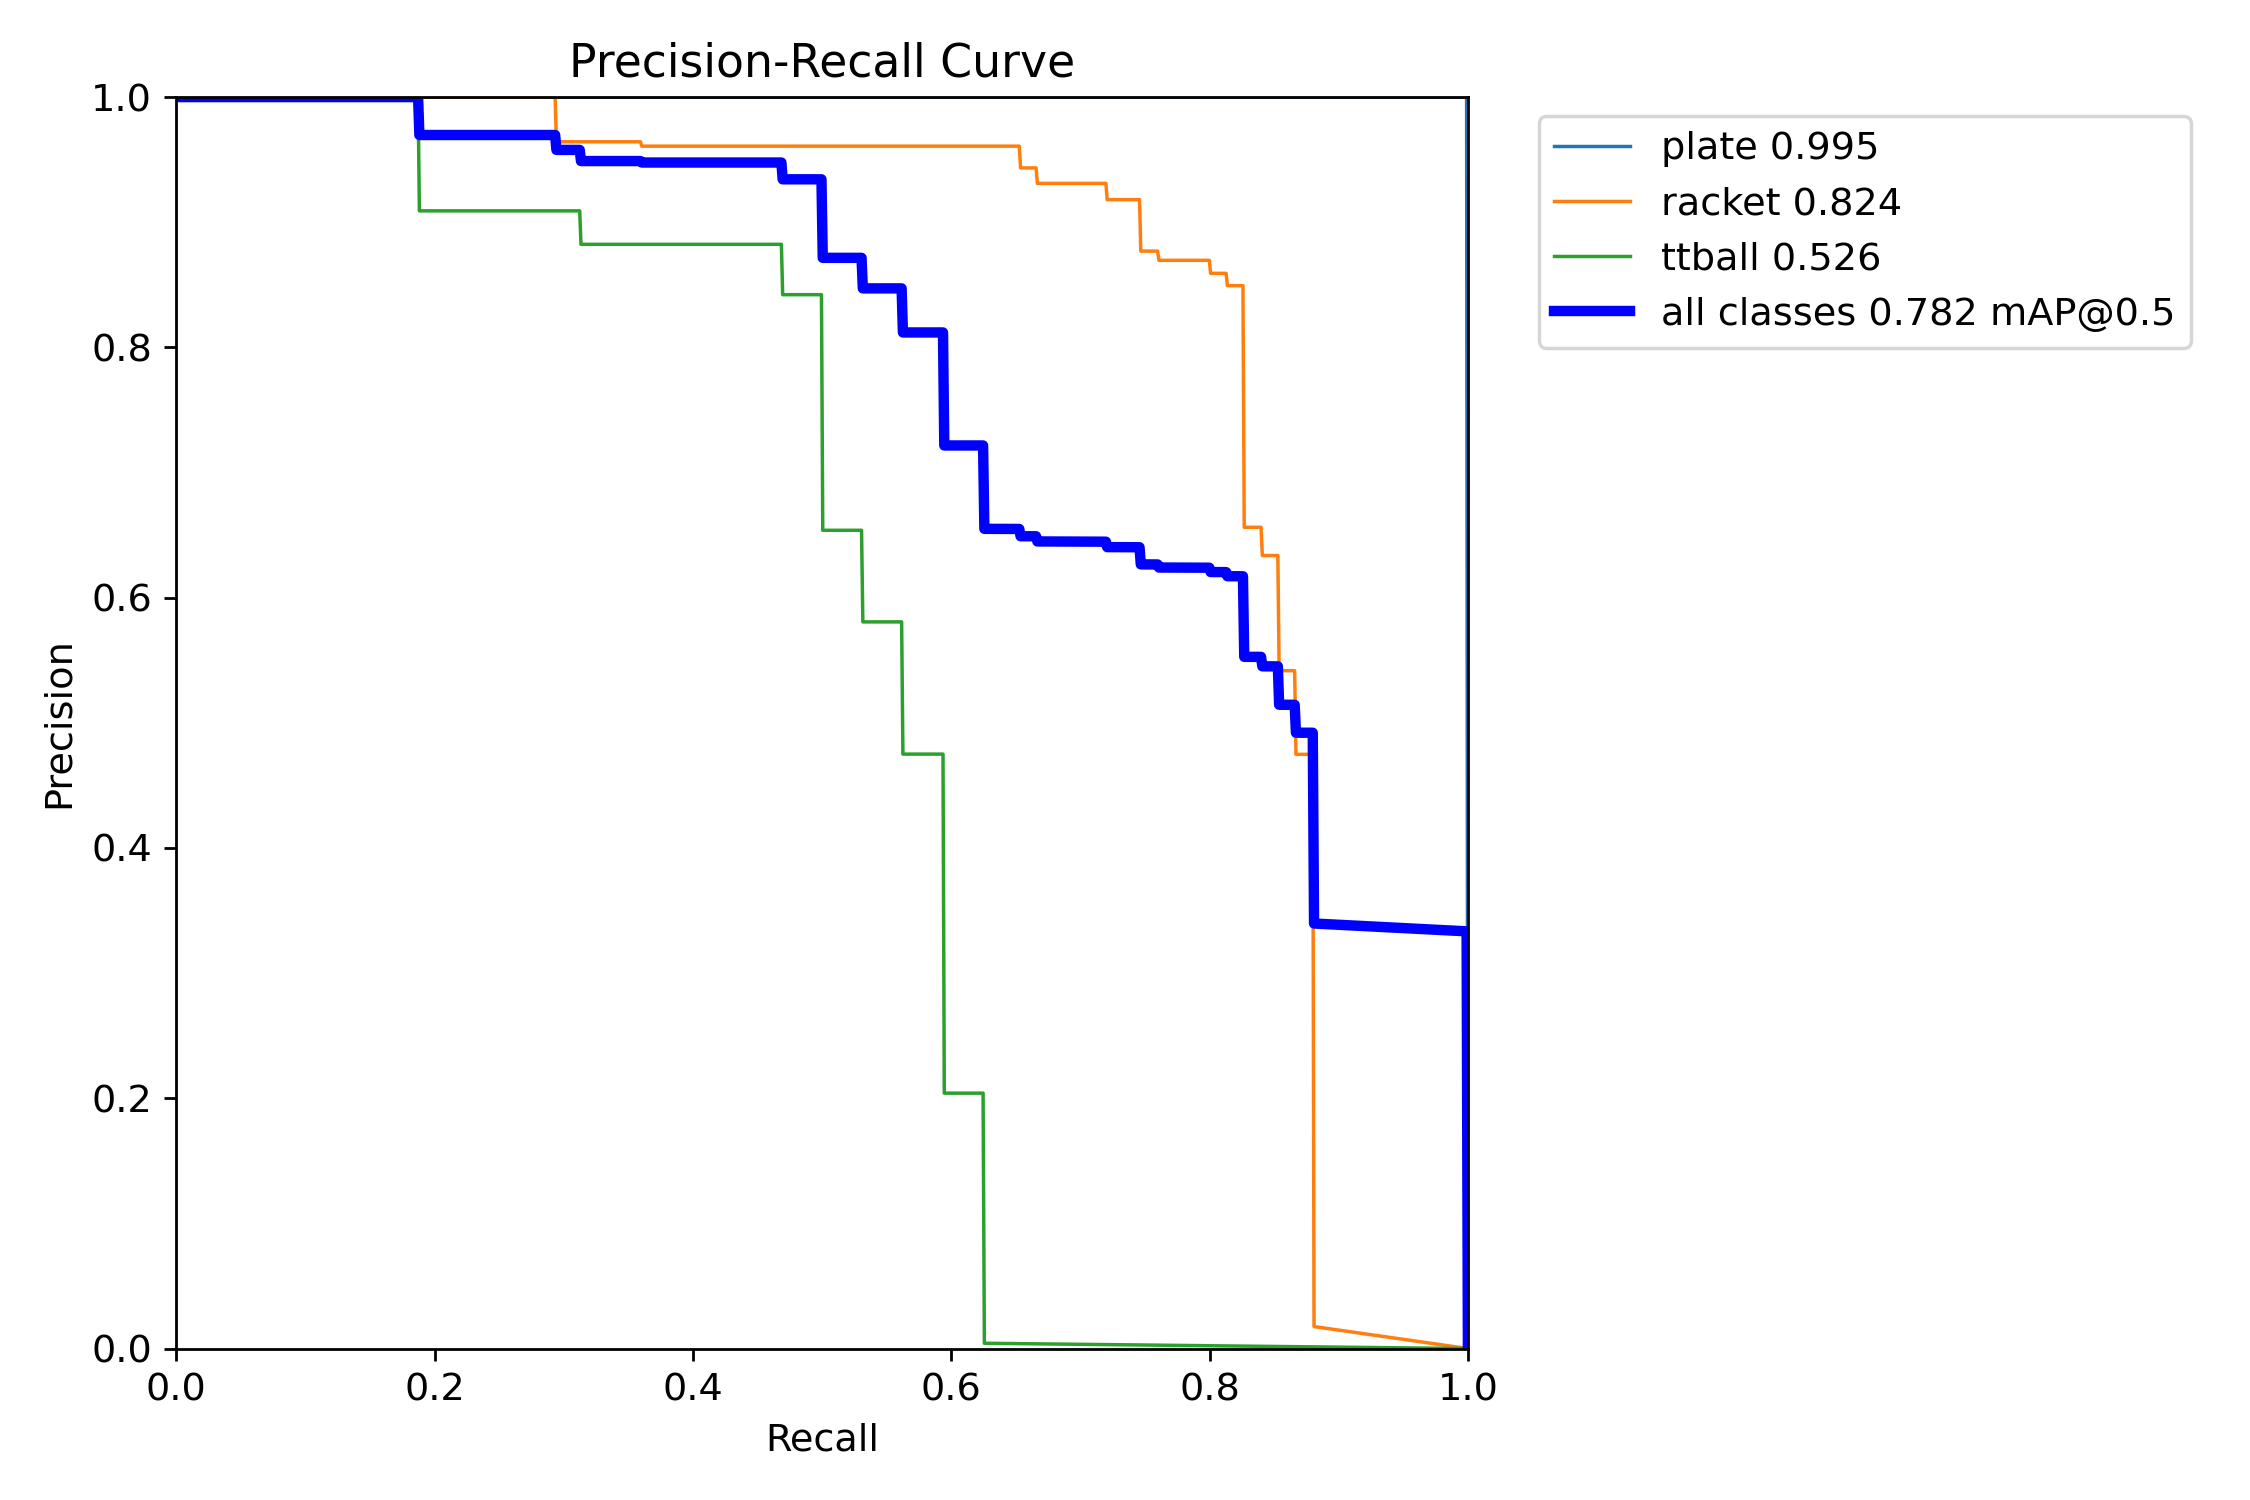 Precision-Recall Curve
1.0
0.8
0.6
0.4
0.2
0.0
Precision
0.0 0.2 0.4 0.6 0.8 1.0
Recall
plate 0.995
racket 0.824
ttball 0.526
all classes 0.782 mAP@0.5